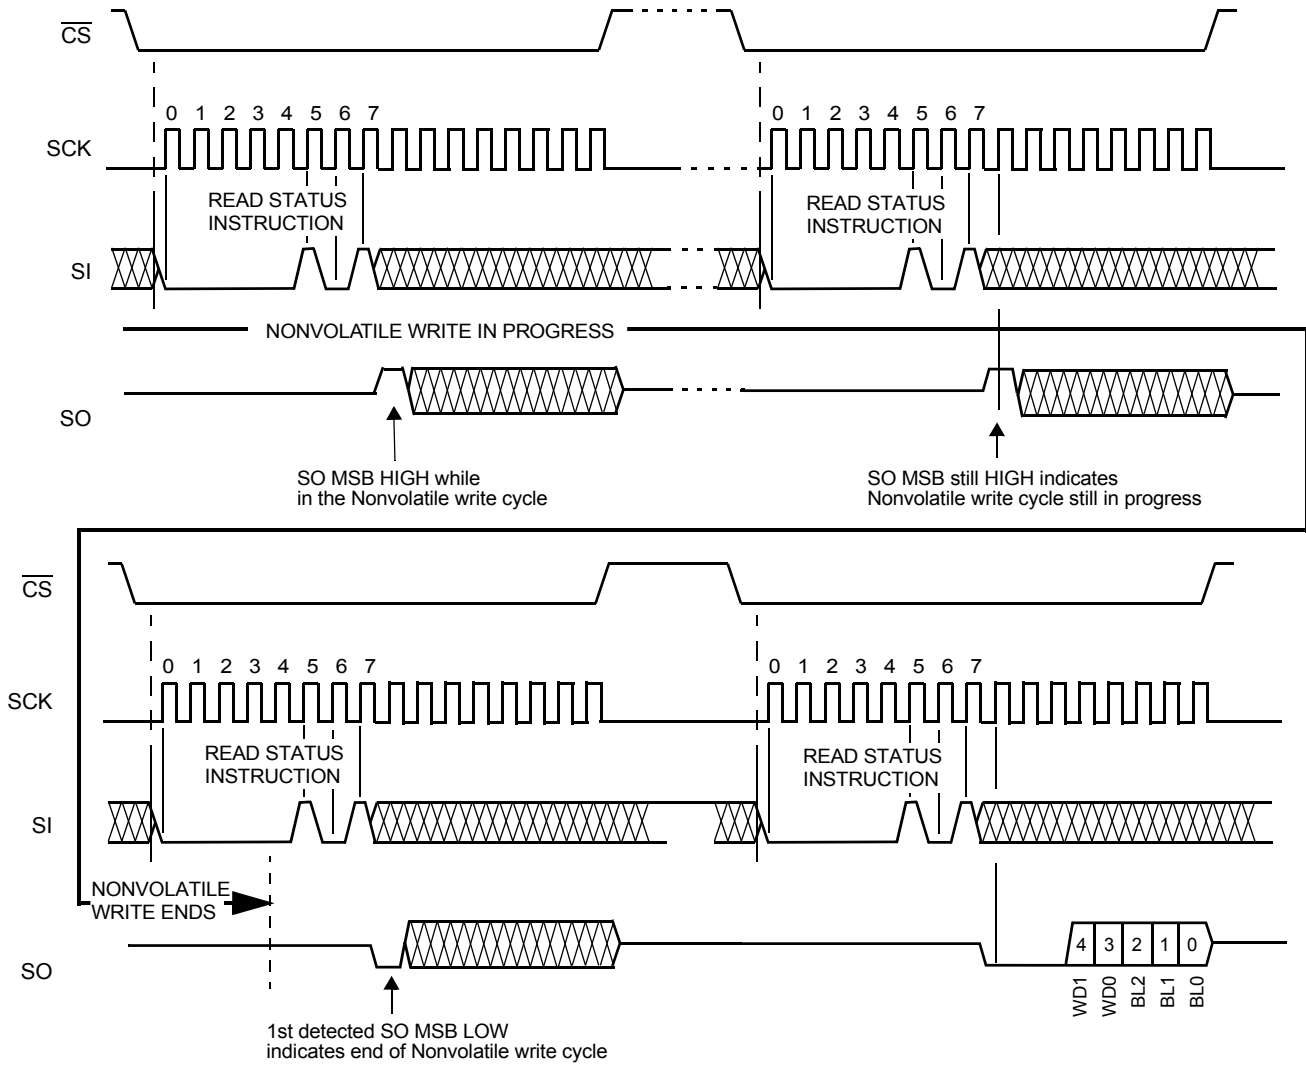 CS
0 1 2 3 4 5 6 7
0 1 2 3 4 5 6 7
SCK
READ STATUS
INSTRUCTION
READ STATUS
INSTRUCTION
SI
NONVOLATILE WRITE IN PROGRESS
SO
SO MSB HIGH while
in the Nonvolatile write cycle
SO MSB still HIGH indicates
Nonvolatile write cycle still in progress
CS
0 1 2 3 4 5 6 7
0 1 2 3 4 5 6 7
SCK
READ STATUS
INSTRUCTION
READ STATUS
INSTRUCTION
SI
NONVOLATILE
WRITE ENDS
SO
4 3 2 1 0
WD1
WD0
BL2
BL1
BL0
1st detected SO MSB LOW
indicates end of Nonvolatile write cycle